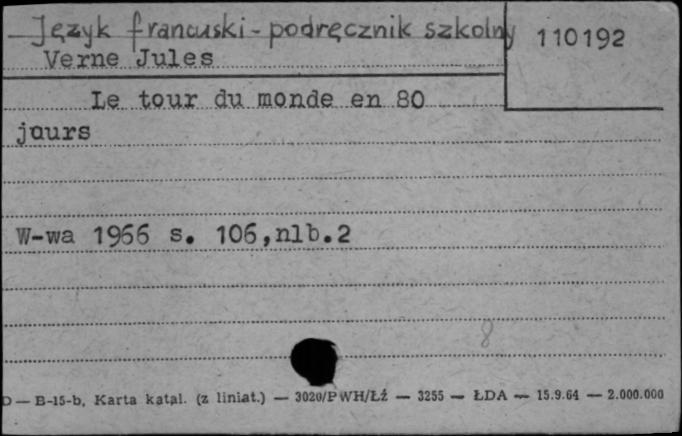 Język francuski - podręcznik szkolny
110192
Verne Jules
Le tour du monde en 80
jours
W-wa 1966 s. 106,nlb.2
8
D — B-15-b, Karta katal. (z liniat.) — 3020/PWH/Łź — 3255 — ŁDA — 15.9.64 — 2.000.000